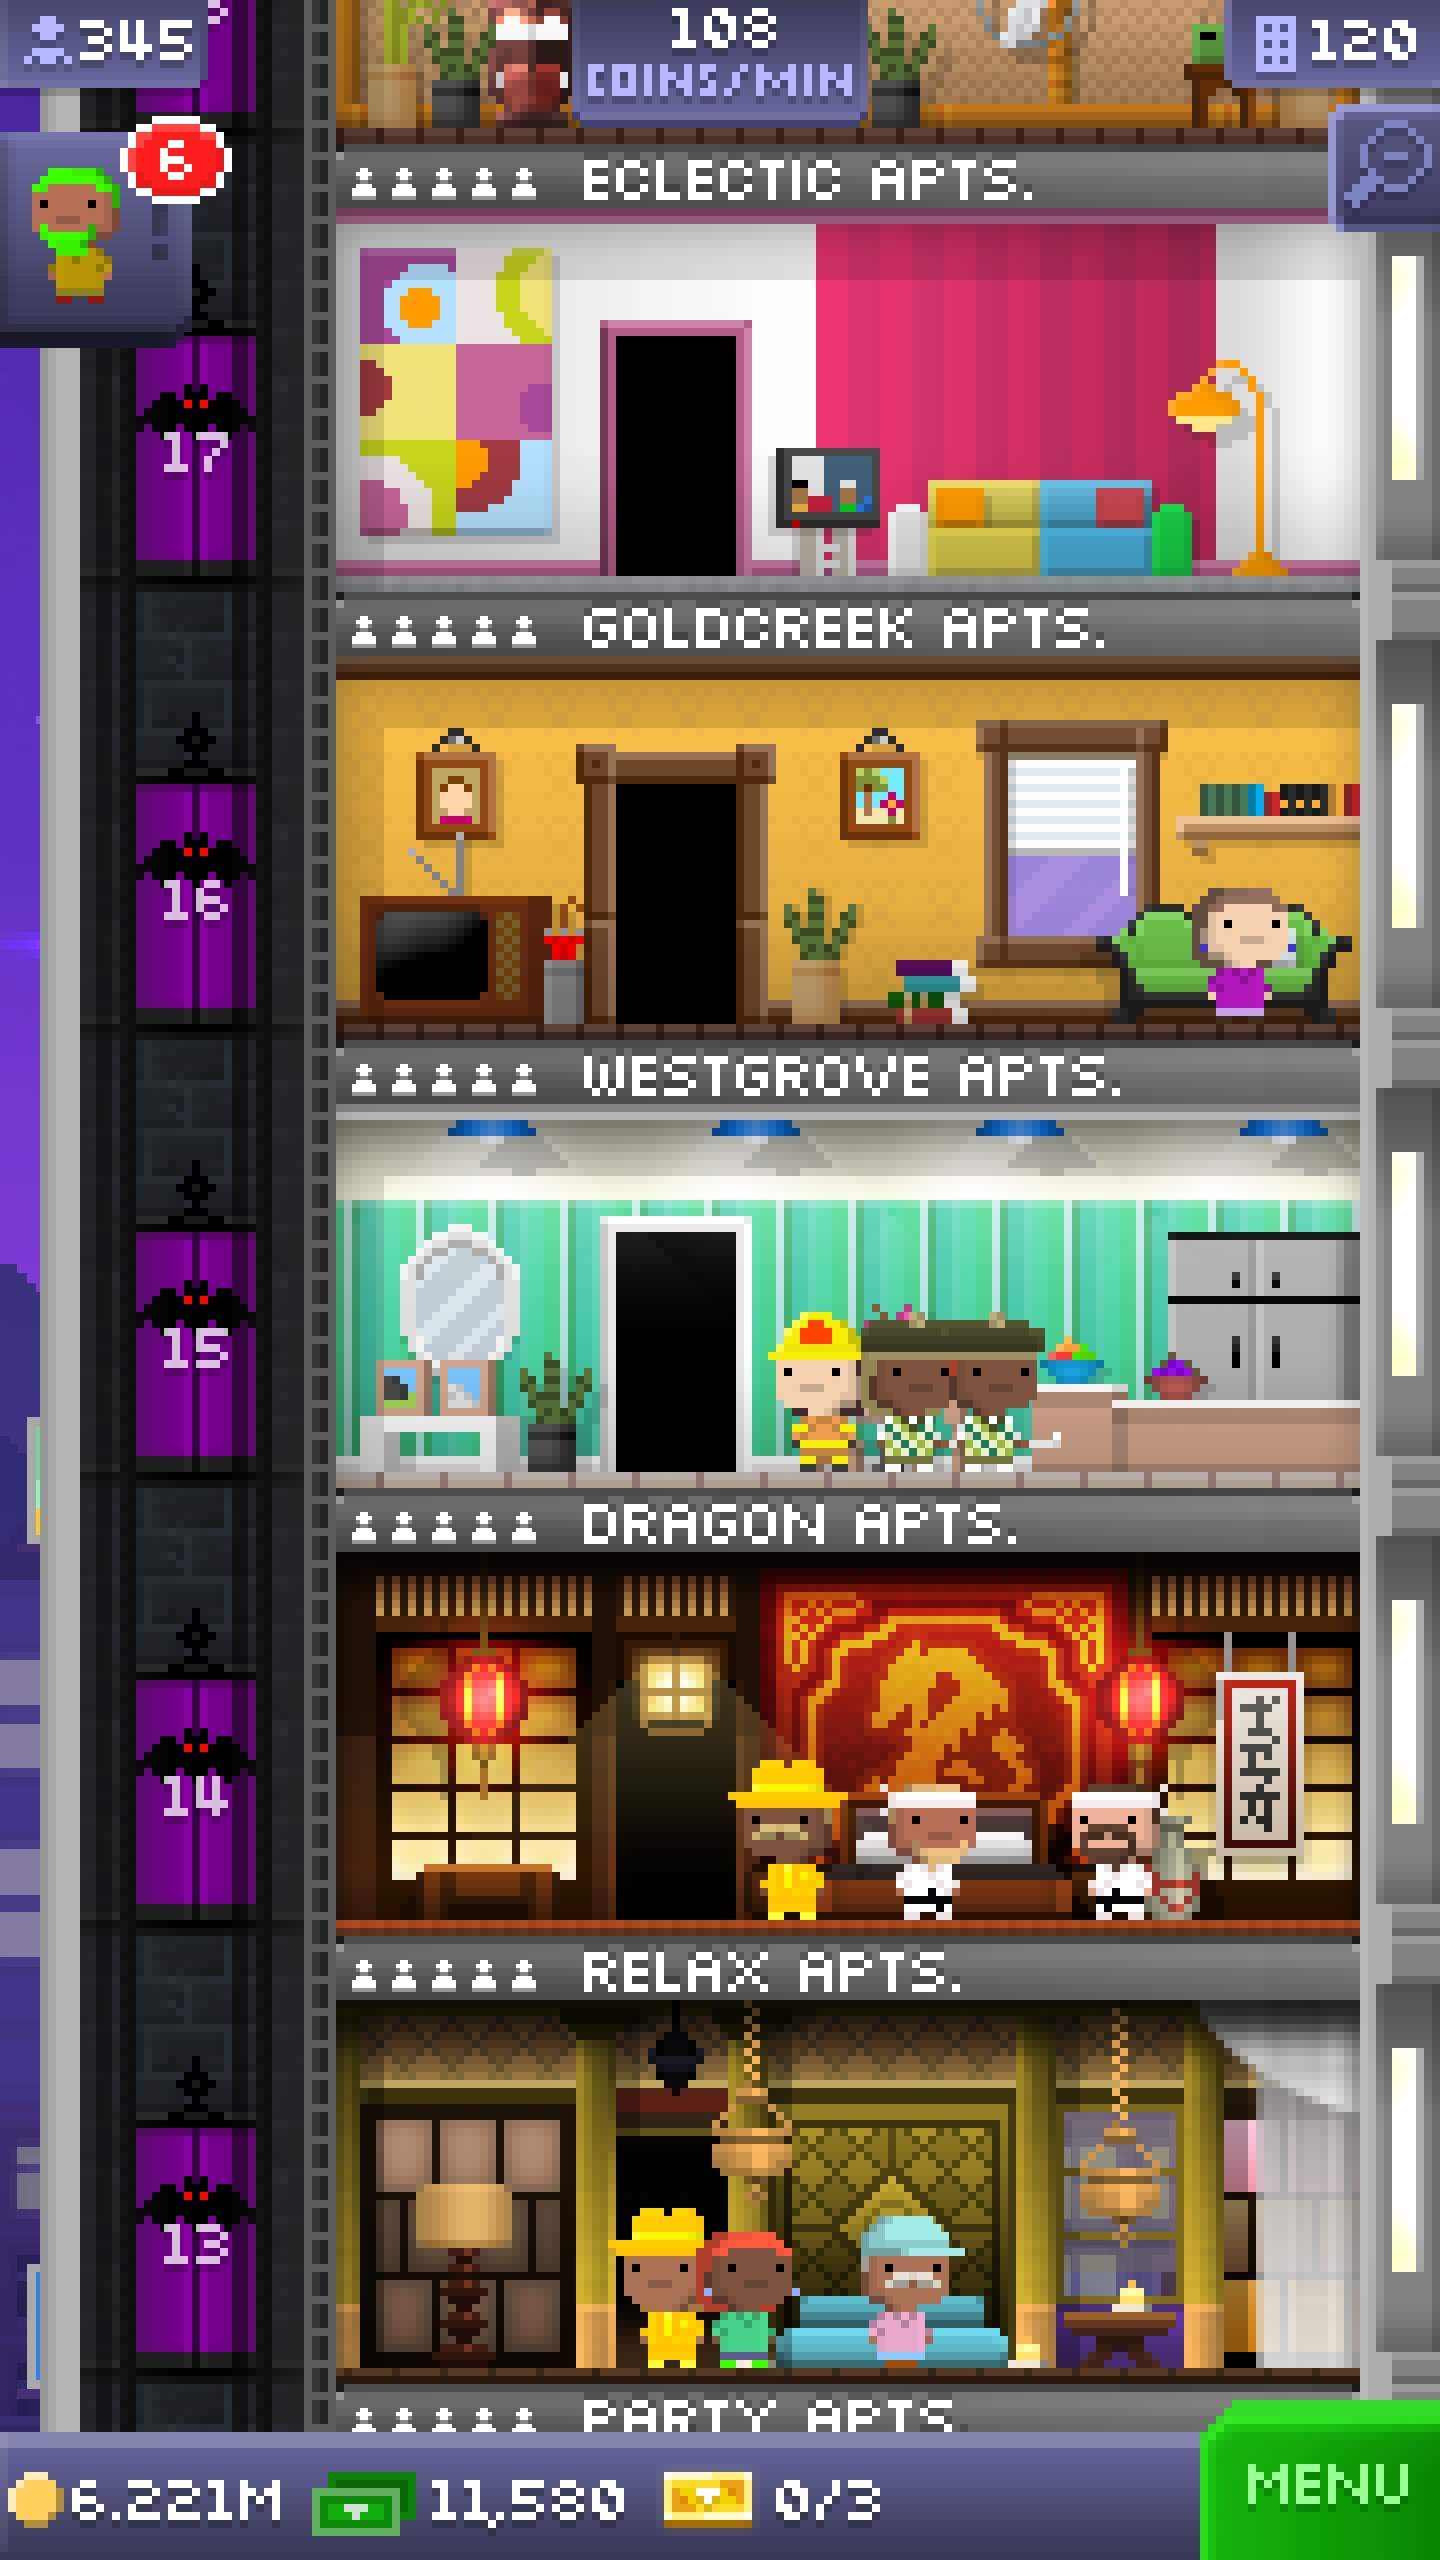 345
108
COINS/MIN
120
6
ECLECTIC APTS.
17
GOLDCREEK APTS.
16
WESTGROVE APTS.
15
DRAGON APTS.
14
RELAX APTS.
13
PARTY APTS.
6.221M
11,580
0/3
MENU